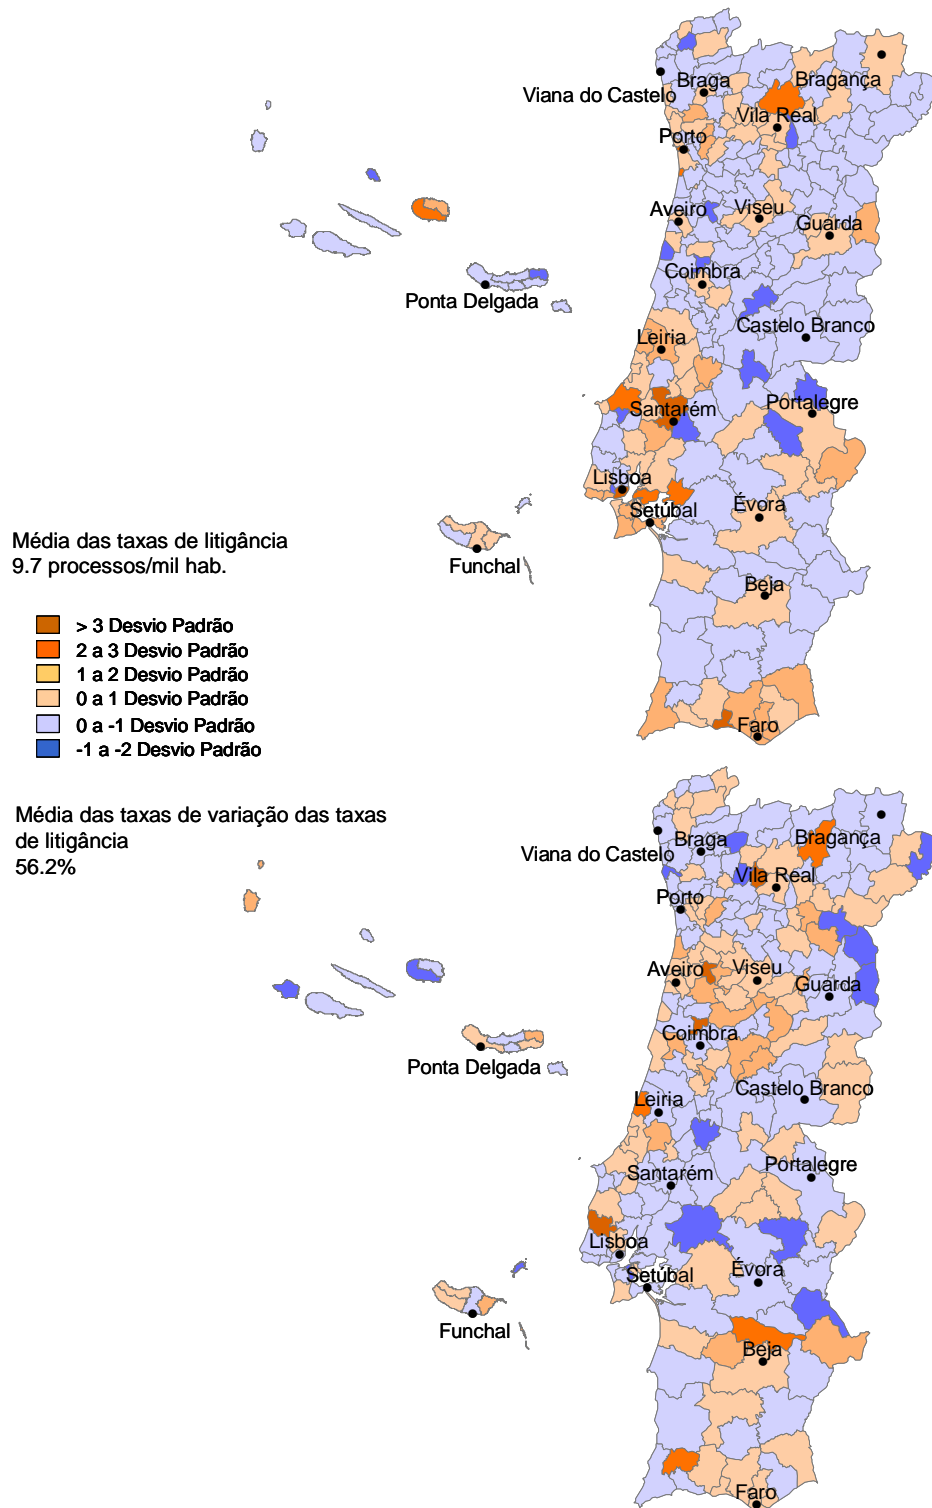 Bragança
Braga
Viana do Castelo
Vila Real
Porto
Aveiro
Viseu
Guarda
Coimbra
Ponta Delgada
Castelo Branco
Leiria
Portalegre
Santarém
Lisboa
Évora
Setúbal
Média das taxas de litigância
9.7 processos/mil hab.
Funchal
Beja
> 3 Desvio Padrão
2 a 3 Desvio Padrão
1 a 2 Desvio Padrão
0 a 1 Desvio Padrão
0 a -1 Desvio Padrão
-1 a -2 Desvio Padrão
Faro
Média das taxas de variação das taxas
de litigância
56.2%
Bragança
Braga
Viana do Castelo
Vila Real
Porto
Aveiro
Viseu
Guarda
Coimbra
Ponta Delgada
Castelo Branco
Leiria
Portalegre
Santarém
Lisboa
Évora
Setúbal
Funchal
Beja
Faro